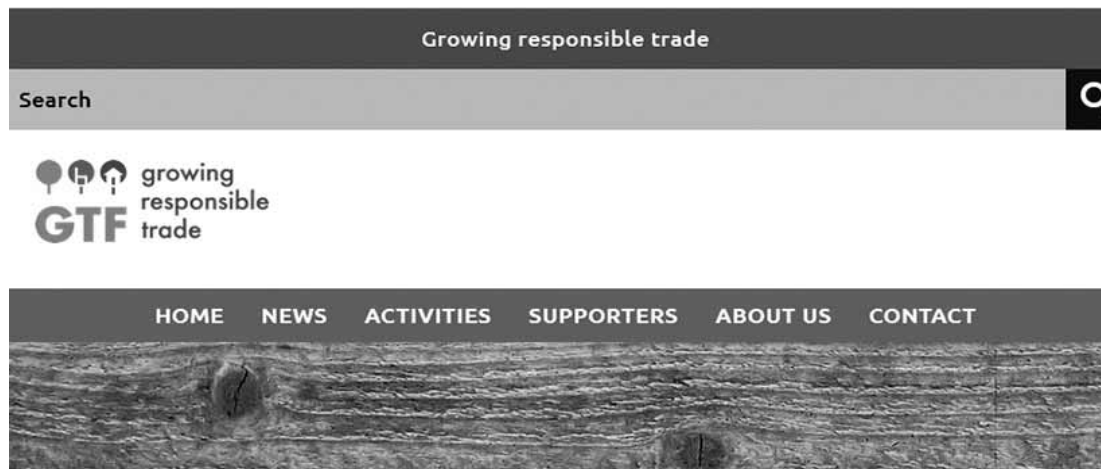 Growing responsible trade
Search
growing
responsible
GTF trade
HOME NEWS ACTIVITIES SUPPORTERS ABOUT US CONTACT